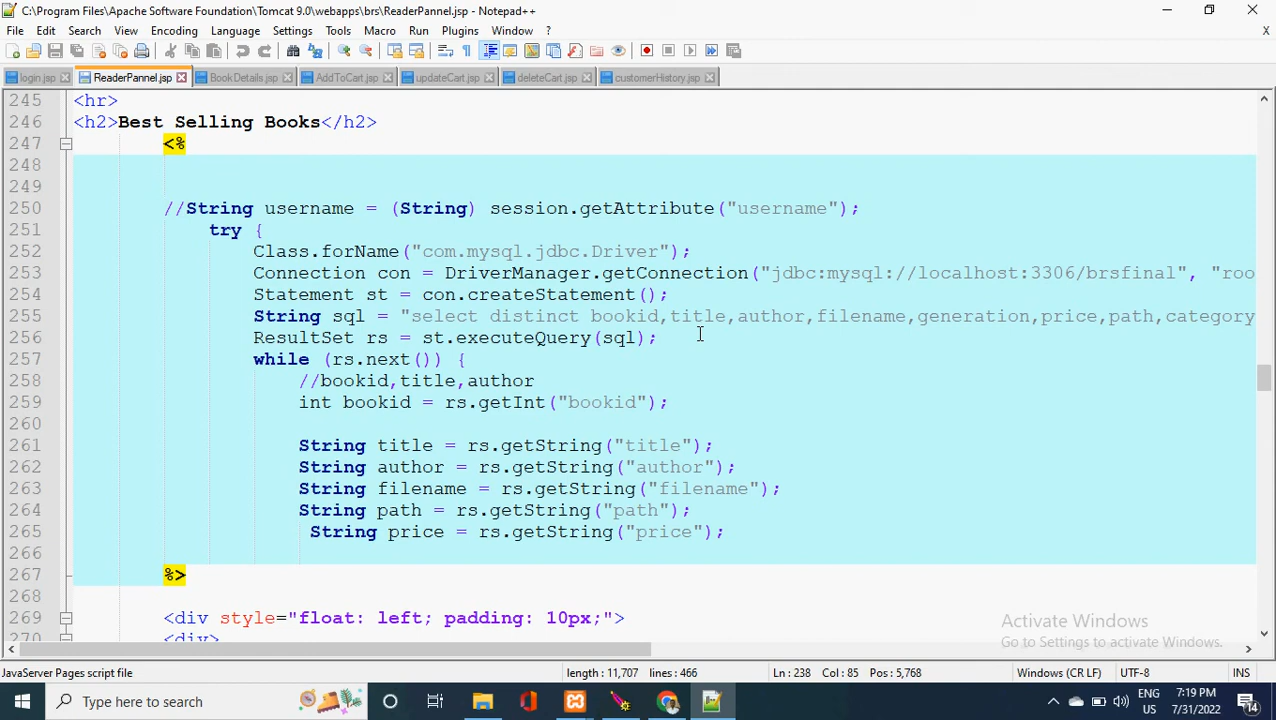 C:\Program Files\Apache Software Foundation\Tomcat 9.0\webapps\brs\ReaderPannel.jsp - Notepad++
File Edit Search View Encoding Language Settings Tools Macro Run Plugins Window ? X
login.jsp ReaderPannel.jsp BookDetails.jsp AddToCart.jsp updateCart.jsp deleteCart.jsp customerHistory.jsp
245 <hr>
246 <h2>Best Selling Books</h2>
247 <%
248
249
250 //String username = (String) session.getAttribute("username");
251 try {
252 Class.forName("com.mysql.jdbc.Driver");
253 Connection con = DriverManager.getConnection("jdbc:mysql://localhost:3306/brsfinal", "roo
254 Statement st = con.createStatement();
255 String sql = "select distinct bookid,title,author,filename,generation,price,path,category
256 ResultSet rs = st.executeQuery(sql);
257 while (rs.next()) {
258 //bookid,title,author
259 int bookid = rs.getInt("bookid");
260
261 String title = rs.getString("title");
262 String author = rs.getString("author");
263 String filename = rs.getString("filename");
264 String path = rs.getString("path");
265 String price = rs.getString("price");
266
267 %>
268
269 <div style="float: left; padding: 10px;">
270 <div>
Activate Windows
Go to Settings to activate Windows.
JavaServer Pages script file length : 11,707 lines : 466 Ln : 238 Col : 85 Pos : 5,768 Windows (CR LF) UTF-8 INS
Type here to search
ENG
US
7:19 PM
7/31/2022
14